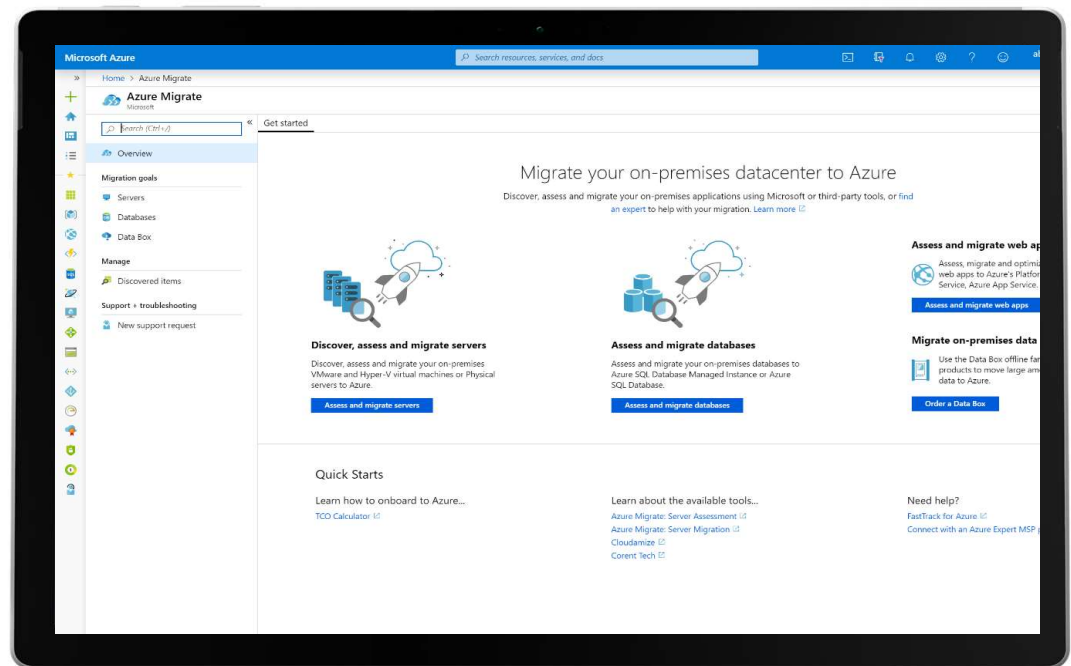 Microsoft Azure
Search resources, services, and docs
Home > Azure Migrate
Azure Migrate
Microsoft
Search (Ctrl+/)
Get started
Overview
Migration goals
Servers
Databases
Data Box
Manage
Discovered items
Support + troubleshooting
New support request
Migrate your on-premises datacenter to Azure
Discover, assess and migrate your on-premises applications using Microsoft or third-party tools, or find
an expert to help with your migration. Learn more
Discover, assess and migrate servers
Discover, assess and migrate your on-premises
VMware and Hyper-V virtual machines or Physical
servers to Azure.
Assess and migrate servers
Assess and migrate databases
Assess and migrate your on-premises databases to
Azure SQL Database Managed Instance or Azure
SQL Database.
Assess and migrate databases
Assess and migrate web ap
Assess, migrate and optimiz
web apps to Azure's Platfor
Service, Azure App Service.
Assess and migrate web apps
Migrate on-premises data
Use the Data Box offline fam
products to move large amo
data to Azure.
Order a Data Box
Quick Starts
Learn how to onboard to Azure...
TCO Calculator
Learn about the available tools...
Azure Migrate: Server Assessment
Azure Migrate: Server Migration
Cloudamize
Corent Tech
Need help?
FastTrack for Azure
Connect with an Azure Expert MSP